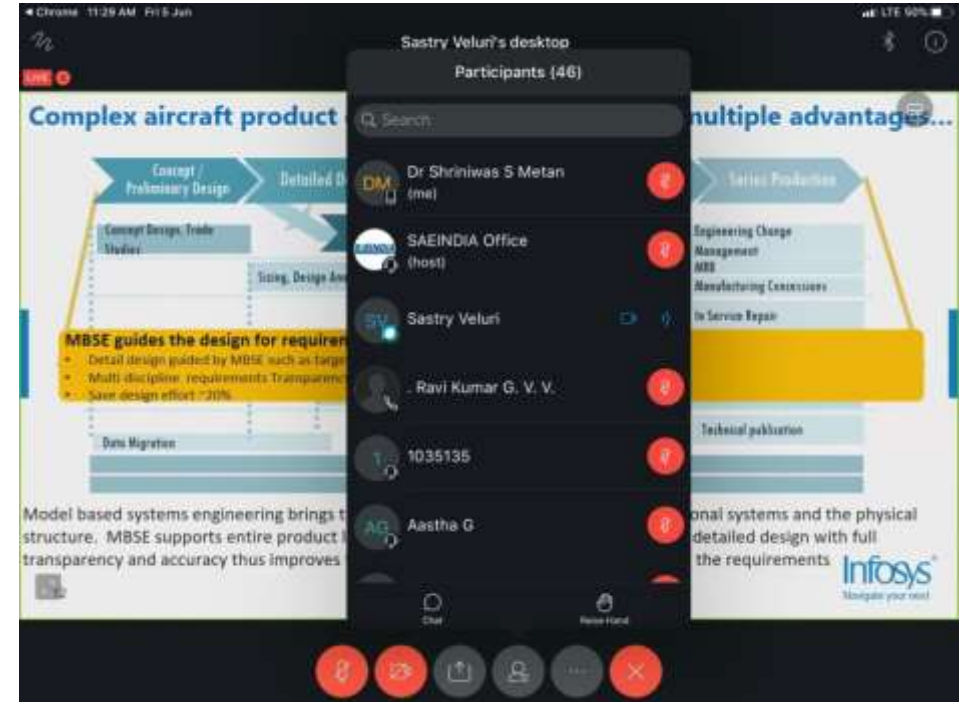 Chrome 11:29 AM Fri 5 Jun
LTE 50%
Sastry Veluri's desktop
Participants (46)
LIVE
Complex aircraft product
multiple advantages...
Search
Concept /
Preliminary Design
Detailed D
Series Production
Dr Shriniwas S Metan
DM
(me)
Concept Design, Trade
Studies
SAEINDIA Office
(host)
Engineering Change
Management
MRB
Manufacturing Concessions
Sizing, Design Ana
SV
Sastry Veluri
In Service Repair
MBSE guides the design for requirem
Detail design guided by MBSE such as targe
Multi discipline requirements Transparency
Save design effort ~20%
. Ravi Kumar G. V. V.
Data Migration
Technical publication
1
1035135
AG
Aastha G
Model based systems engineering brings t
onal systems and the physical
structure. MBSE supports entire product l
detailed design with full
transparency and accuracy thus improves
the requirements
Infosys
Navigate your next
Chat
Raise Hand